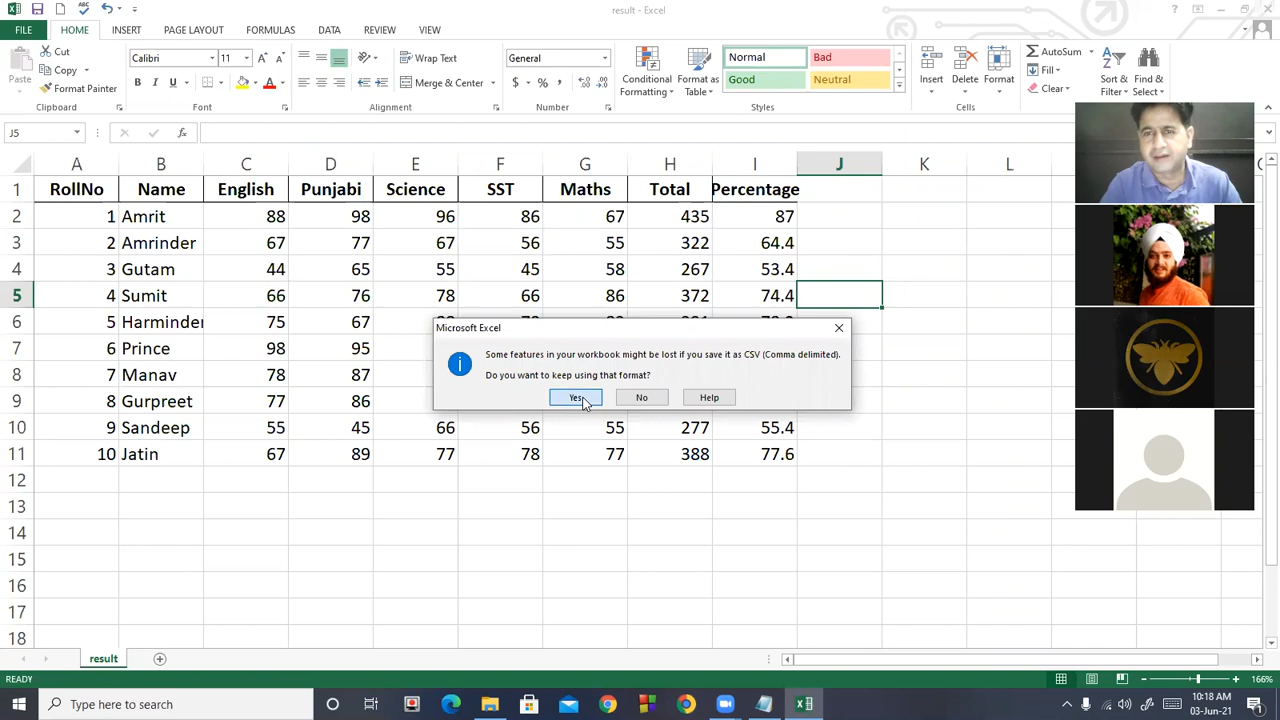 result - Excel
FILE HOME INSERT PAGE LAYOUT FORMULAS DATA REVIEW VIEW
Paste
Cut
Copy
Format Painter
Clipboard
Calibri 11
B I U
Font
Wrap Text
Merge & Center
Alignment
General
$ % ,
Number
Conditional Formatting
Format as Table
Normal Bad
Good Neutral
Styles
Insert Delete Format
Cells
AutoSum
Fill
Clear
Sort & Filter
Find & Select
J5 fx
A B C D E F G H I J K L
1 RollNo Name English Punjabi Science SST Maths Total Percentage
2 1 Amrit 88 98 96 86 67 435 87
3 2 Amrinder 67 77 67 56 55 322 64.4
4 3 Gutam 44 65 55 45 58 267 53.4
5 4 Sumit 66 76 78 66 86 372 74.4
6 5 Harminder 75 67
7 6 Prince 98 95
8 7 Manav 78 87
9 8 Gurpreet 77 86
10 9 Sandeep 55 45 66 56 55 277 55.4
11 10 Jatin 67 89 77 78 77 388 77.6
12
13
14
15
16
17
18
Microsoft Excel
Some features in your workbook might be lost if you save it as CSV (Comma delimited).
Do you want to keep using that format?
Yes No Help
result
READY 166%
Type here to search
10:18 AM
03-Jun-21